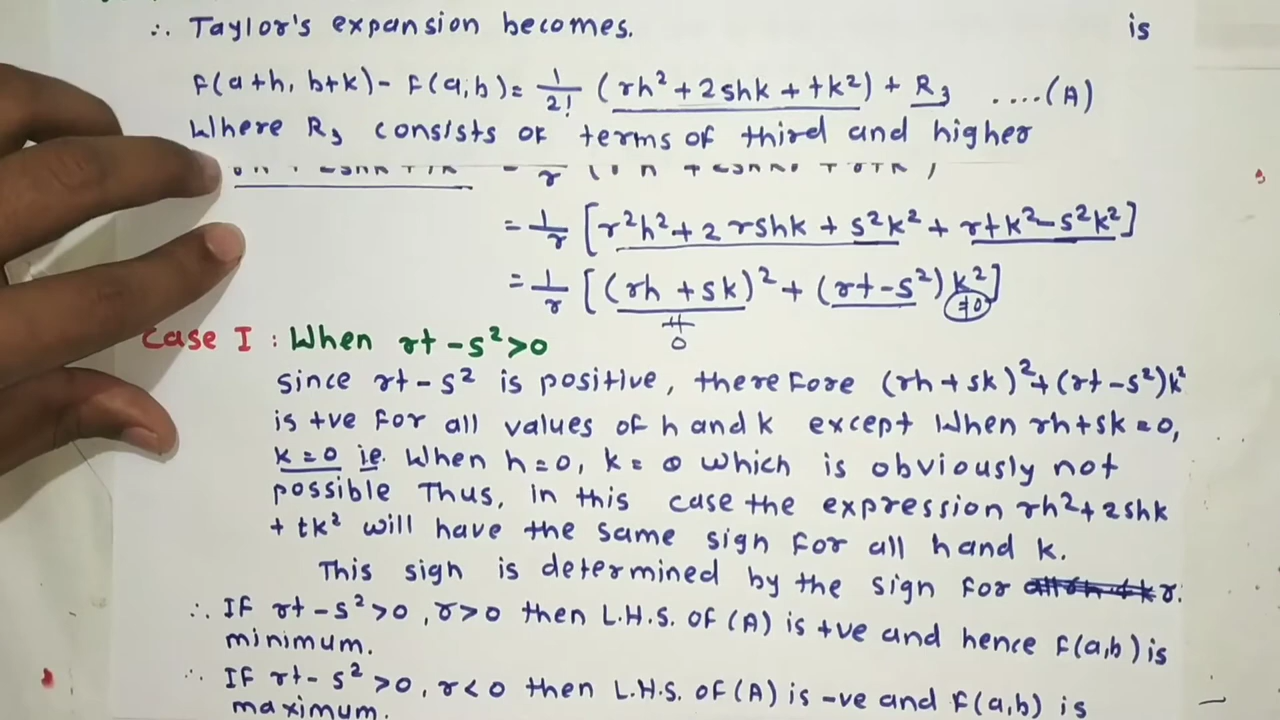 ∴ Taylor's expansion becomes. is
f(a+h, b+k) - f(a,b) = 1/2! (rh² + 2shk + tk²) + R₃ ....(A)
Where R₃ consists of terms of third and higher
= 1/r [r²h² + 2rshk + s²k² + rtk² - s²k²]
= 1/r [(rh + sk)² + (rt - s²) k²]
≠0
0
Case I : When rt - s² > 0
Since rt - s² is positive, therefore (rh + sk)² + (rt - s²)k²
is +ve for all values of h and k except When rh + sk = 0,
k = 0 ie. When h = 0, k = 0 which is obviously not
possible Thus, in this case the expression rh² + 2shk
+ tk² will have the same sign for all h and k.
This sign is determined by the sign for r.
∴ If rt - s² > 0, r > 0 then L.H.S. of (A) is +ve and hence f(a,b) is
minimum.
∴ If rt - s² > 0, r < 0 then L.H.S. of (A) is -ve and f(a,b) is
maximum.